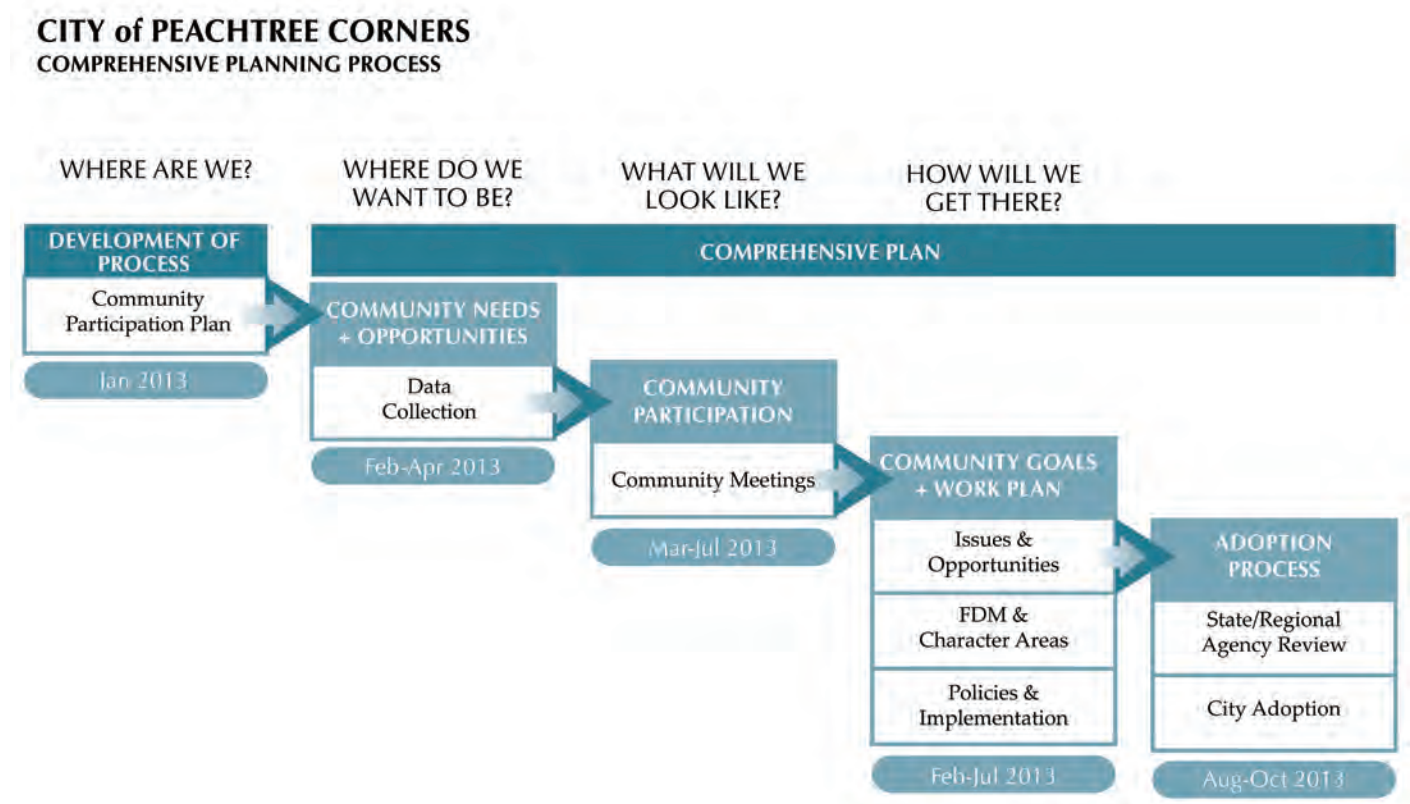 CITY of PEACHTREE CORNERS
COMPREHENSIVE PLANNING PROCESS
WHERE ARE WE?
WHERE DO WE
WANT TO BE?
WHAT WILL WE
LOOK LIKE?
HOW WILL WE
GET THERE?
DEVELOPMENT OF
PROCESS
Community
Participation Plan
Jan 2013
COMPREHENSIVE PLAN
COMMUNITY NEEDS
+ OPPORTUNITIES
Data
Collection
Feb-Apr 2013
COMMUNITY
PARTICIPATION
Community Meetings
Mar-Jul 2013
COMMUNITY GOALS
+ WORK PLAN
Issues &
Opportunities
FDM &
Character Areas
Policies &
Implementation
Feb-Jul 2013
ADOPTION
PROCESS
State/Regional
Agency Review
City Adoption
Aug-Oct 2013